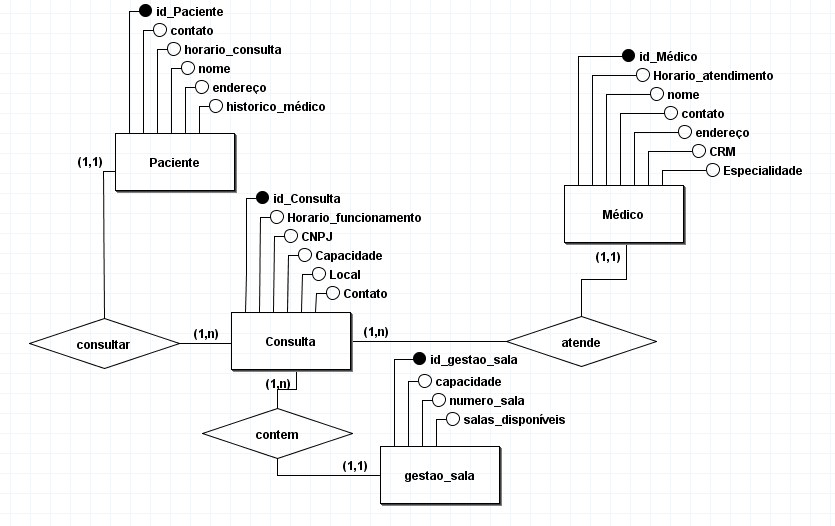 id_Paciente
contato
horario_consulta
nome
endereço
historico_médico
Paciente
(1,1)
id_Médico
Horario_atendimento
nome
contato
endereço
CRM
Especialidade
Médico
(1,1)
id_Consulta
Horario_funcionamento
CNPJ
Capacidade
Local
Contato
Consulta
consultar
(1,n)
(1,n)
atende
(1,n)
contem
id_gestao_sala
capacidade
numero_sala
salas_disponíveis
(1,1)
gestao_sala